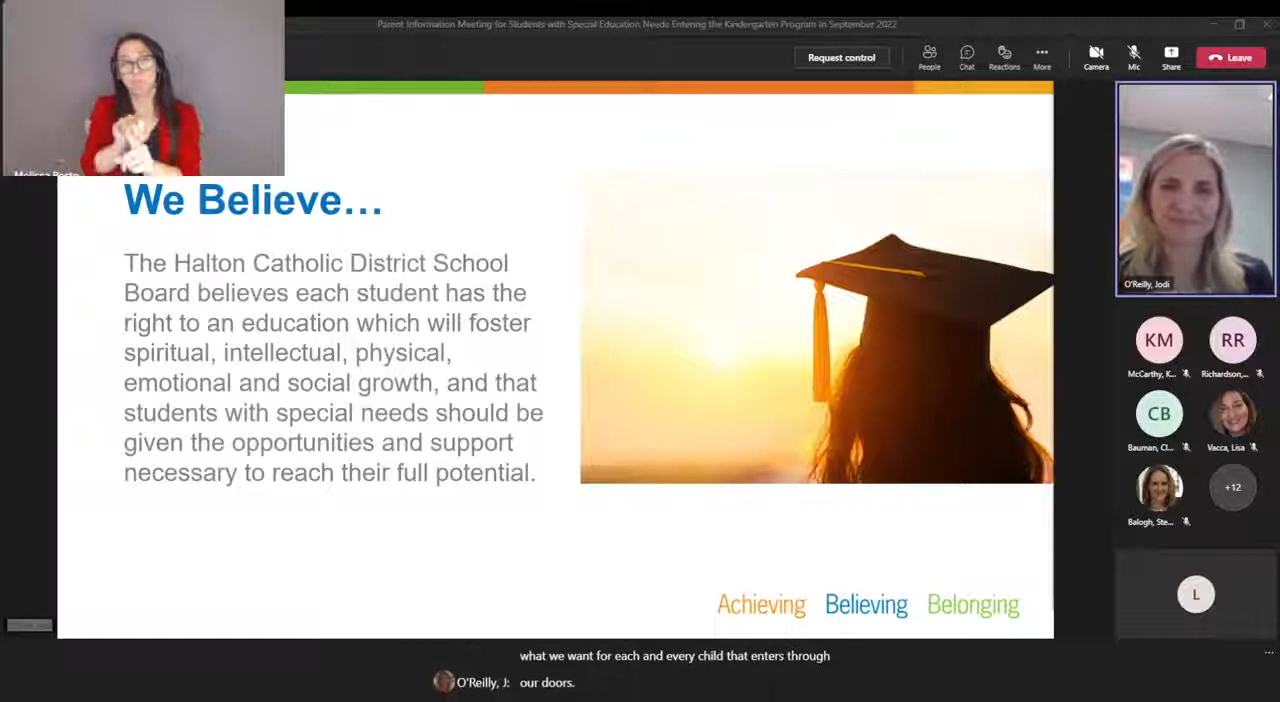 Parent Information Meeting for Students with Special Education Needs Entering the Kindergarten Program in September 2022
Request control
People
Chat
Reactions
More
Camera
Mic
Share
Leave
Melissa
We Believe…
The Halton Catholic District School
Board believes each student has the
right to an education which will foster
spiritual, intellectual, physical,
emotional and social growth, and that
students with special needs should be
given the opportunities and support
necessary to reach their full potential.
Achieving Believing Belonging
O'Reilly, Jodi
KM
RR
McCarthy, K...
Richardson,...
CB
Bauman, Cl...
Vacca, Lisa
+12
Balogh, Ste...
L
what we want for each and every child that enters through
O'Reilly, J: our doors.